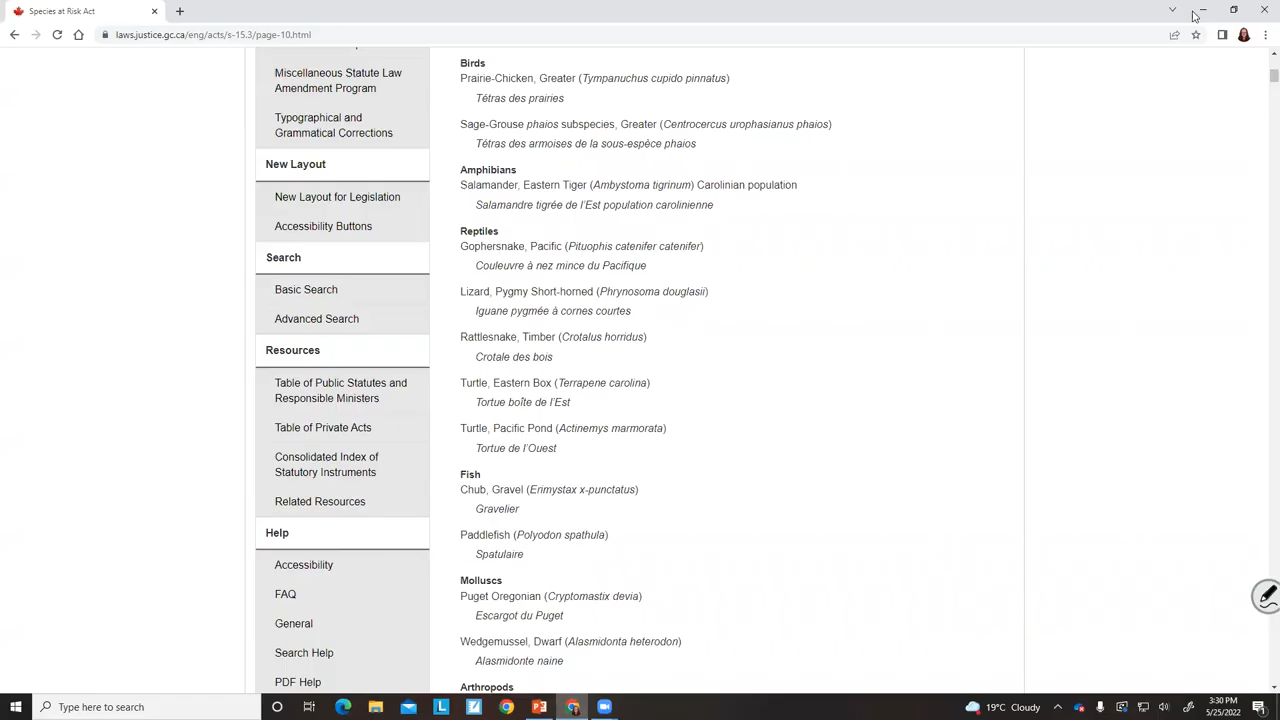 Species at Risk Act
laws.justice.gc.ca/eng/acts/s-15.3/page-10.html
Miscellaneous Statute Law
Amendment Program
Typographical and
Grammatical Corrections
New Layout
New Layout for Legislation
Accessibility Buttons
Search
Basic Search
Advanced Search
Resources
Table of Public Statutes and
Responsible Ministers
Table of Private Acts
Consolidated Index of
Statutory Instruments
Related Resources
Help
Accessibility
FAQ
General
Search Help
PDF Help
Birds
Prairie-Chicken, Greater (Tympanuchus cupido pinnatus)
Tétras des prairies
Sage-Grouse phaios subspecies, Greater (Centrocercus urophasianus phaios)
Tétras des armoises de la sous-espèce phaios
Amphibians
Salamander, Eastern Tiger (Ambystoma tigrinum) Carolinian population
Salamandre tigrée de l’Est population carolinienne
Reptiles
Gophersnake, Pacific (Pituophis catenifer catenifer)
Couleuvre à nez mince du Pacifique
Lizard, Pygmy Short-horned (Phrynosoma douglasii)
Iguane pygmée à cornes courtes
Rattlesnake, Timber (Crotalus horridus)
Crotale des bois
Turtle, Eastern Box (Terrapene carolina)
Tortue boîte de l’Est
Turtle, Pacific Pond (Actinemys marmorata)
Tortue de l’Ouest
Fish
Chub, Gravel (Erimystax x-punctatus)
Gravelier
Paddlefish (Polyodon spathula)
Spatulaire
Molluscs
Puget Oregonian (Cryptomastix devia)
Escargot du Puget
Wedgemussel, Dwarf (Alasmidonta heterodon)
Alasmidonte naine
Arthropods
Type here to search
19°C Cloudy
3:30 PM
5/25/2022